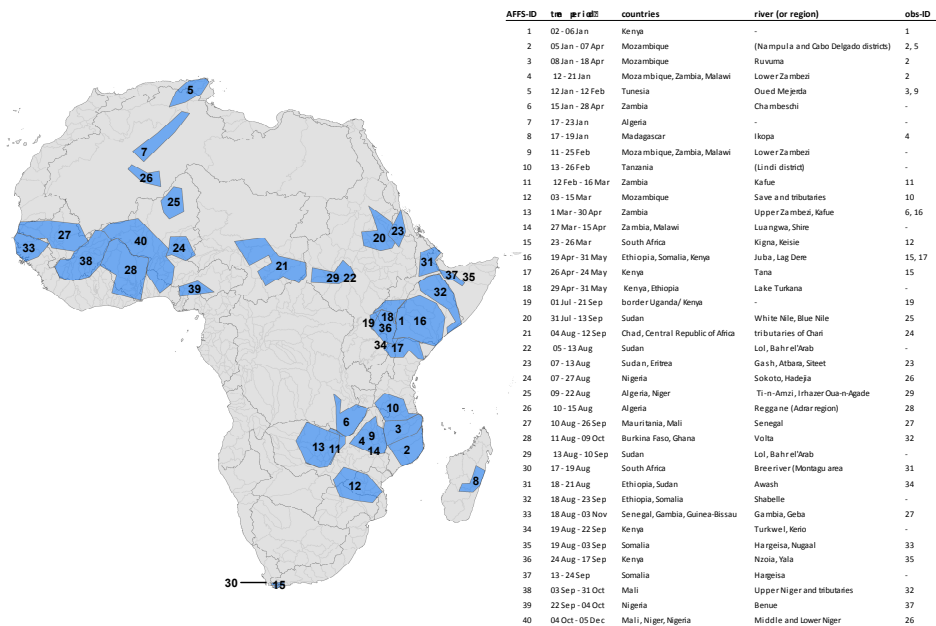 AFFS-ID countries river (or region) obs-ID
1 02 - 06 Jan Kenya - 1
2 05 Jan - 07 Apr Mozambique (Nampula and Cabo Delgado districts) 2, 5
3 08 Jan - 18 Apr Mozambique Ruvuma 2
4 12 - 21 Jan Mozambique, Zambia, Malawi Lower Zambezi 2
5 12 Jan - 12 Feb Tunesia Oued Mejerda 3, 9
6 15 Jan - 28 Apr Zambia Chambeschi -
7 17 - 23 Jan Algeria - -
8 17 - 19 Jan Madagascar Ikopa 4
9 11 - 25 Feb Mozambique, Zambia, Malawi Lower Zambezi -
10 13 - 26 Feb Tanzania (Lindi district) -
11 12 Feb - 16 Mar Zambia Kafue 11
12 03 - 15 Mar Mozambique Save and tributaries 10
13 1 Mar - 30 Apr Zambia Upper Zambezi, Kafue 6, 16
14 27 Mar - 15 Apr Zambia, Malawi Luangwa, Shire -
15 23 - 26 Mar South Africa Kigna, Keisie 12
16 19 Apr - 31 May Ethiopia, Somalia, Kenya Juba, Lag Dere 15, 17
17 26 Apr - 24 May Kenya Tana 15
18 29 Apr - 31 May Kenya, Ethiopia Lake Turkana
19 01 Jul - 21 Sep border Uganda/ Kenya - 19
20 31 Jul - 13 Sep Sudan White Nile, Blue Nile 25
21 04 Aug - 12 Sep Chad, Central Republic of Africa tributaries of Chari 24
22 05 - 13 Aug Sudan Lol, Bahr el'Arab -
23 07 - 13 Aug Sudan, Eritrea Gash, Atbara, Siteet 23
24 07 - 27 Aug Nigeria Sokoto, Hadejia 26
25 09 - 22 Aug Algeria, Niger Ti-n-Amzi, Irhazer Oua-n-Agade 29
26 10 - 15 Aug Algeria Reggane (Adrar region) 28
27 10 Aug - 26 Sep Mauritania, Mali Senegal 27
28 11 Aug - 09 Oct Burkina Faso, Ghana Volta 32
29 13 Aug - 10 Sep Sudan Lol, Bahr el'Arab -
30 17 - 19 Aug South Africa Breeriver (Montagu area 31
31 18 - 21 Aug Ethiopia, Sudan Awash 34
32 18 Aug - 23 Sep Ethiopia, Somalia Shabelle -
33 18 Aug - 03 Nov Senegal, Gambia, Guinea-Bissau Gambia, Geba 27
34 19 Aug - 22 Sep Kenya Turkwel, Kerio -
35 19 Aug - 03 Sep Somalia Hargeisa, Nugaal 33
36 24 Aug - 17 Sep Kenya Nzoia, Yala 35
37 13 - 24 Sep Somalia Hargeisa -
38 03 Sep - 31 Oct Mali Upper Niger and tributaries 32
39 22 Sep - 04 Oct Nigeria Benue 37
40 04 Oct - 05 Dec Mali, Niger, Nigeria Middle and Lower Niger 26
5
7
26
25
27
33
38
40
28
24
39
21
29 22
20
23
31
37 35
32
19
18
1
16
36
34
17
10
6
3
9
4
14
2
13
11
12
8
30
15